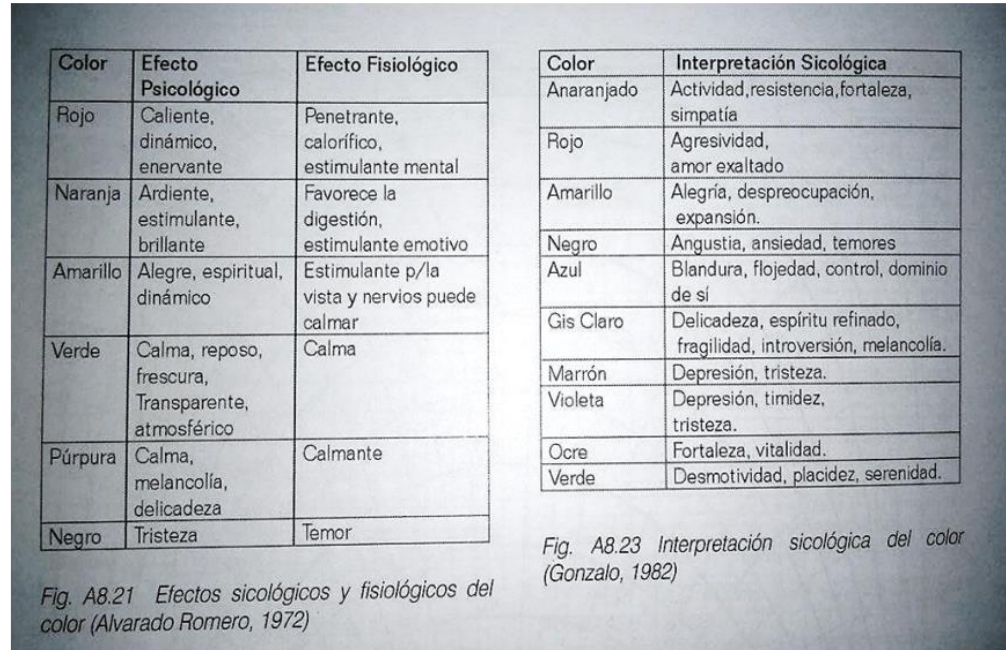 Color Efecto Psicológico Efecto Fisiológico
Rojo Caliente, dinámico, enervante Penetrante, calorífico, estimulante mental
Naranja Ardiente, estimulante, brillante Favorece la digestión, estimulante emotivo
Amarillo Alegre, espiritual, dinámico Estimulante p/la vista y nervios puede calmar
Verde Calma, reposo, frescura, Transparente, atmosférico Calma
Púrpura Calma, melancolía, delicadeza Calmante
Negro Tristeza Temor
Fig. A8.21 Efectos sicológicos y fisiológicos del
color (Alvarado Romero, 1972)
Color Interpretación Sicológica
Anaranjado Actividad,resistencia,fortaleza,
simpatía
Rojo Agresividad,
amor exaltado
Amarillo Alegría, despreocupación,
expansión.
Negro Angustia, ansiedad, temores
Azul Blandura, flojedad, control, dominio
de sí
Gis Claro Delicadeza, espíritu refinado,
fragilidad, introversión, melancolía.
Marrón Depresión, tristeza.
Violeta Depresión, timidez,
tristeza.
Ocre Fortaleza, vitalidad.
Verde Desmotividad, placidez, serenidad.
Fig. A8.23 Interpretación sicológica del color
(Gonzalo, 1982)